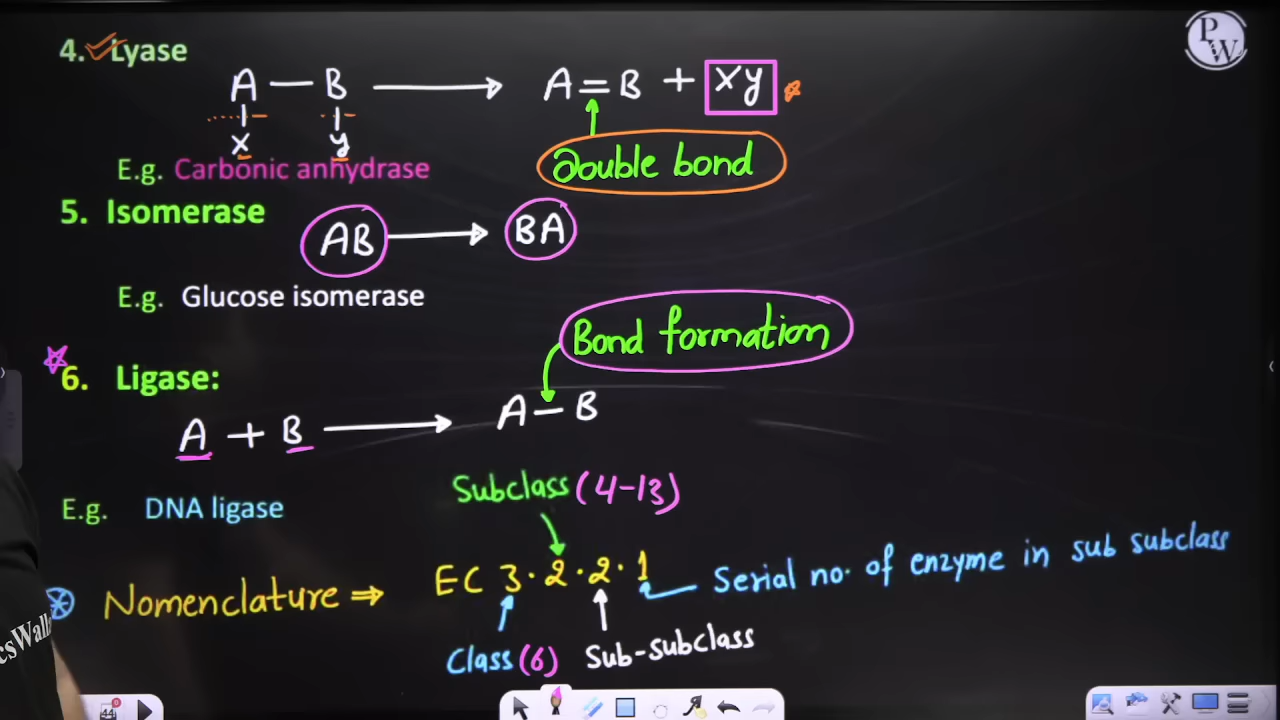 4. Lyase
A — B ⟶ A = B + xy
x y
E.g. Carbonic anhydrase
Double bond
5. Isomerase
AB ⟶ BA
E.g. Glucose isomerase
Bond formation
6. Ligase:
A + B ⟶ A – B
E.g. DNA ligase
Subclass (4-13)
Nomenclature ⇒ EC 3.2.2.1
Serial no. of enzyme in sub subclass
Class (6) Sub-subclass
PW
csWall
44